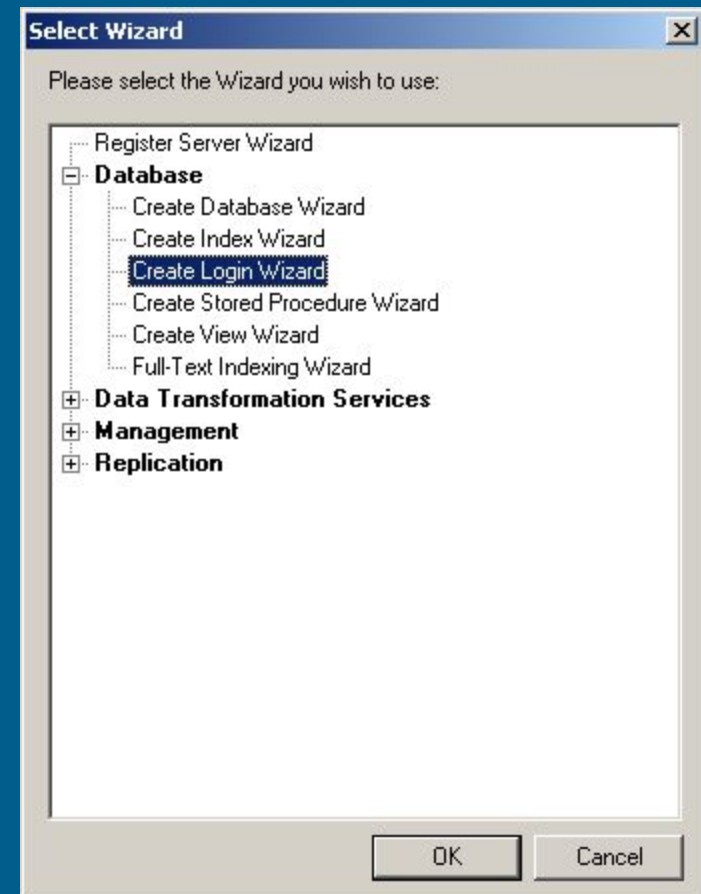 Select Wizard
Please select the Wizard you wish to use:
Register Server Wizard
Database
Create Database Wizard
Create Index Wizard
Create Login Wizard
Create Stored Procedure Wizard
Create View Wizard
Full-Text Indexing Wizard
Data Transformation Services
Management
Replication
OK Cancel